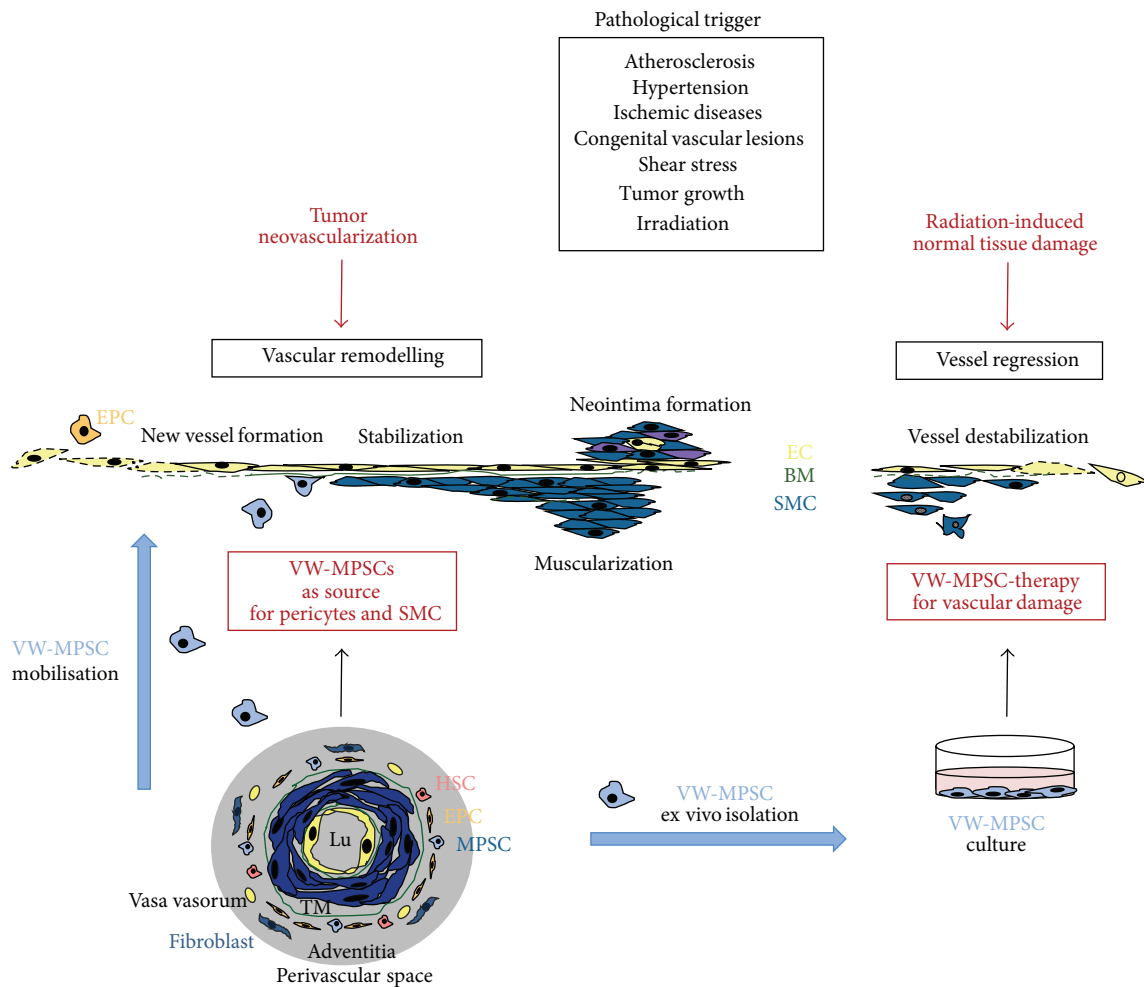 Pathological trigger
Atherosclerosis
Hypertension
Ischemic diseases
Congenital vascular lesions
Shear stress
Tumor growth
Irradiation
Tumor
neovascularization
Radiation-induced
normal tissue damage
Vascular remodelling
Vessel regression
EPC
New vessel formation
Stabilization
Neointima formation
Vessel destabilization
EC
BM
SMC
Muscularization
VW-MPSCs
as source
for pericytes and SMC
VW-MPSC-therapy
for vascular damage
VW-MPSC
mobilisation
HSC
EPC
MPSC
Lu
TM
Vasa vasorum
Fibroblast
Adventitia
Perivascular space
VW-MPSC
ex vivo isolation
VW-MPSC
culture